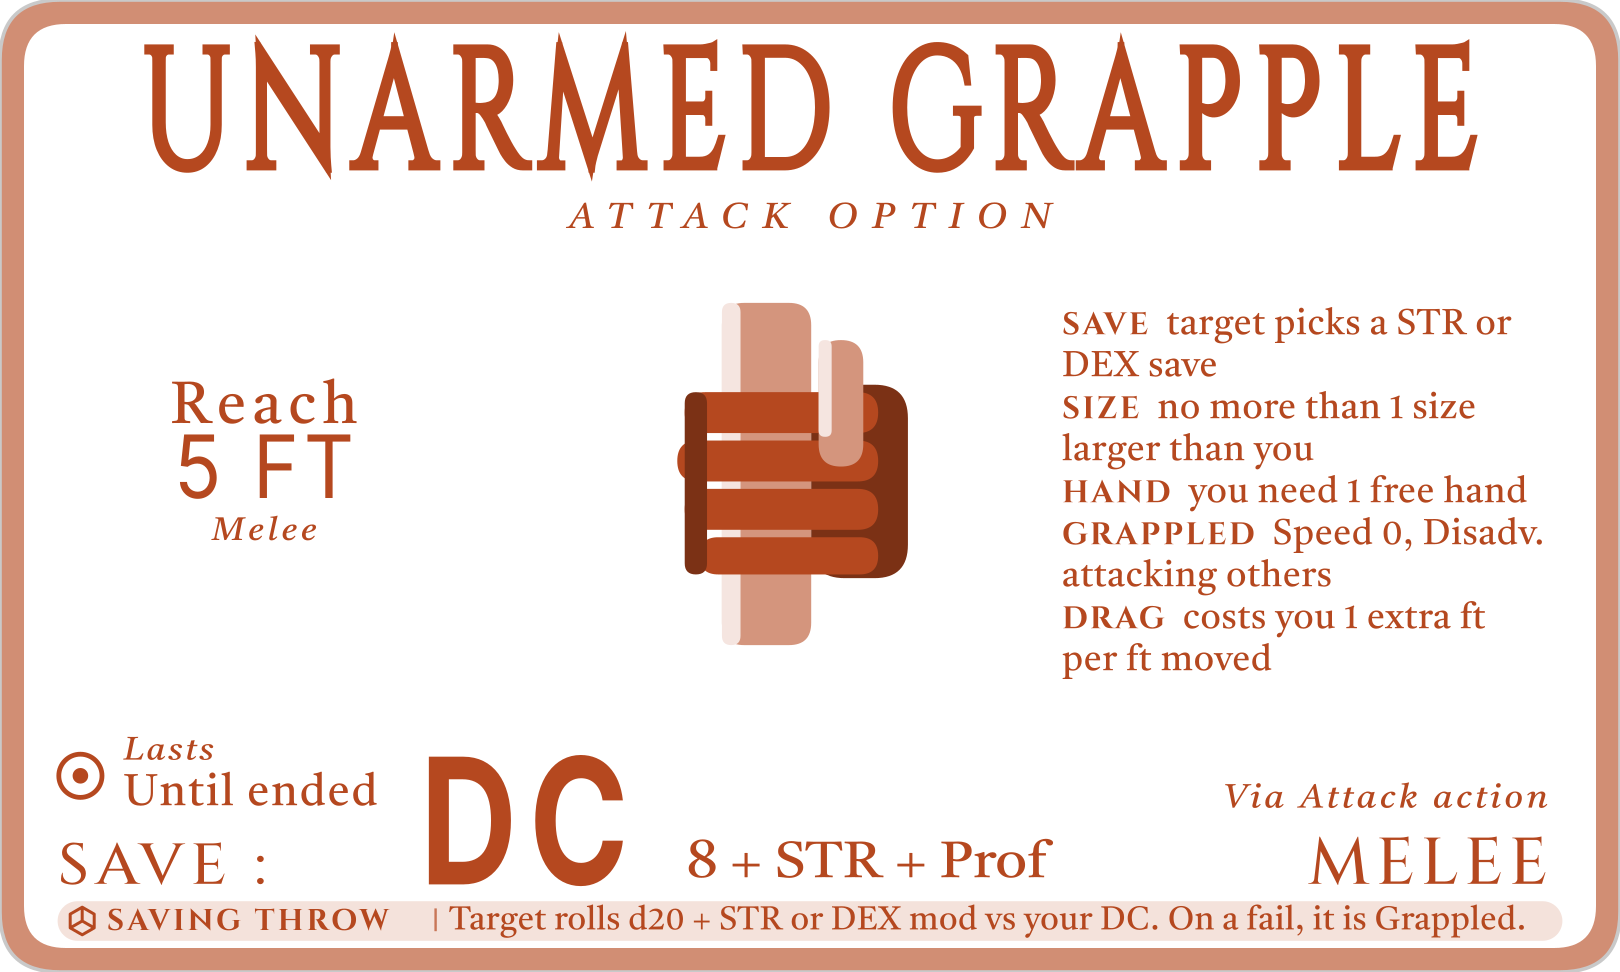 UNARMED GRAPPLE
ATTACK OPTION
Reach
5 FT
Melee
SAVE target picks a STR or
DEX save
SIZE no more than 1 size
larger than you
HAND you need 1 free hand
GRAPPLED Speed 0, Disadv.
attacking others
DRAG costs you 1 extra ft
per ft moved
Lasts
Until ended
SAVE :
DC
8 + STR + Prof
Via Attack action
MELEE
SAVING THROW | Target rolls d20 + STR or DEX mod vs your DC. On a fail, it is Grappled.